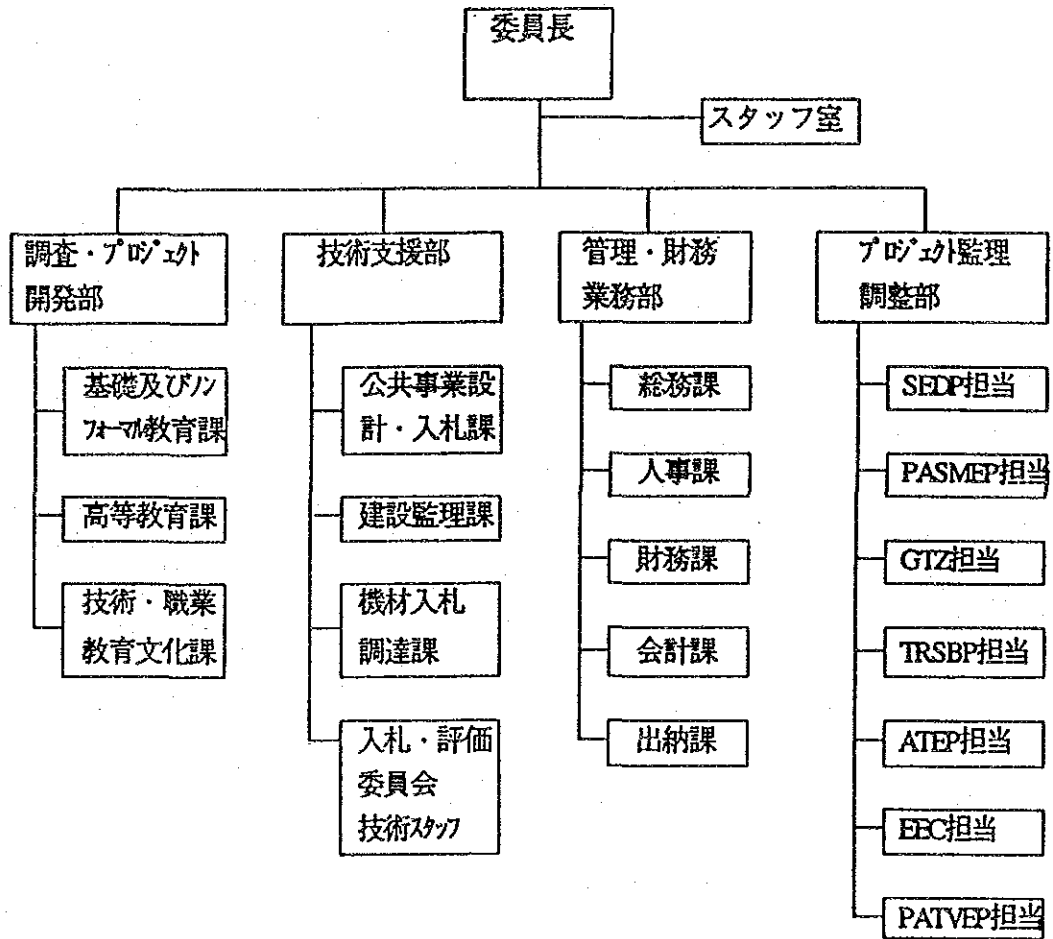 委員長
スタッフ室
調査・プロジェクト
開発部
基礎及びノン
フォーマル教育課
高等教育課
技術・職業
教育文化課
技術支援部
公共事業設
計・入札課
建設監理課
機材入札
調達課
入札・評価
委員会
技術スタッフ
管理・財務
業務部
総務課
人事課
財務課
会計課
出納課
プロジェクト監理
調整部
SEDP担当
PASMEP担当
GTZ担当
TRSBP担当
ATEP担当
EEC担当
PATVEP担当